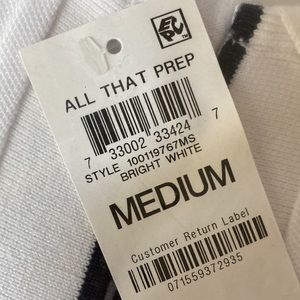 ALL THAT PREP
7 33002 33424 7
STYLE 100119767MS
BRIGHT WHITE
MEDIUM
Customer Return Label
071559372935